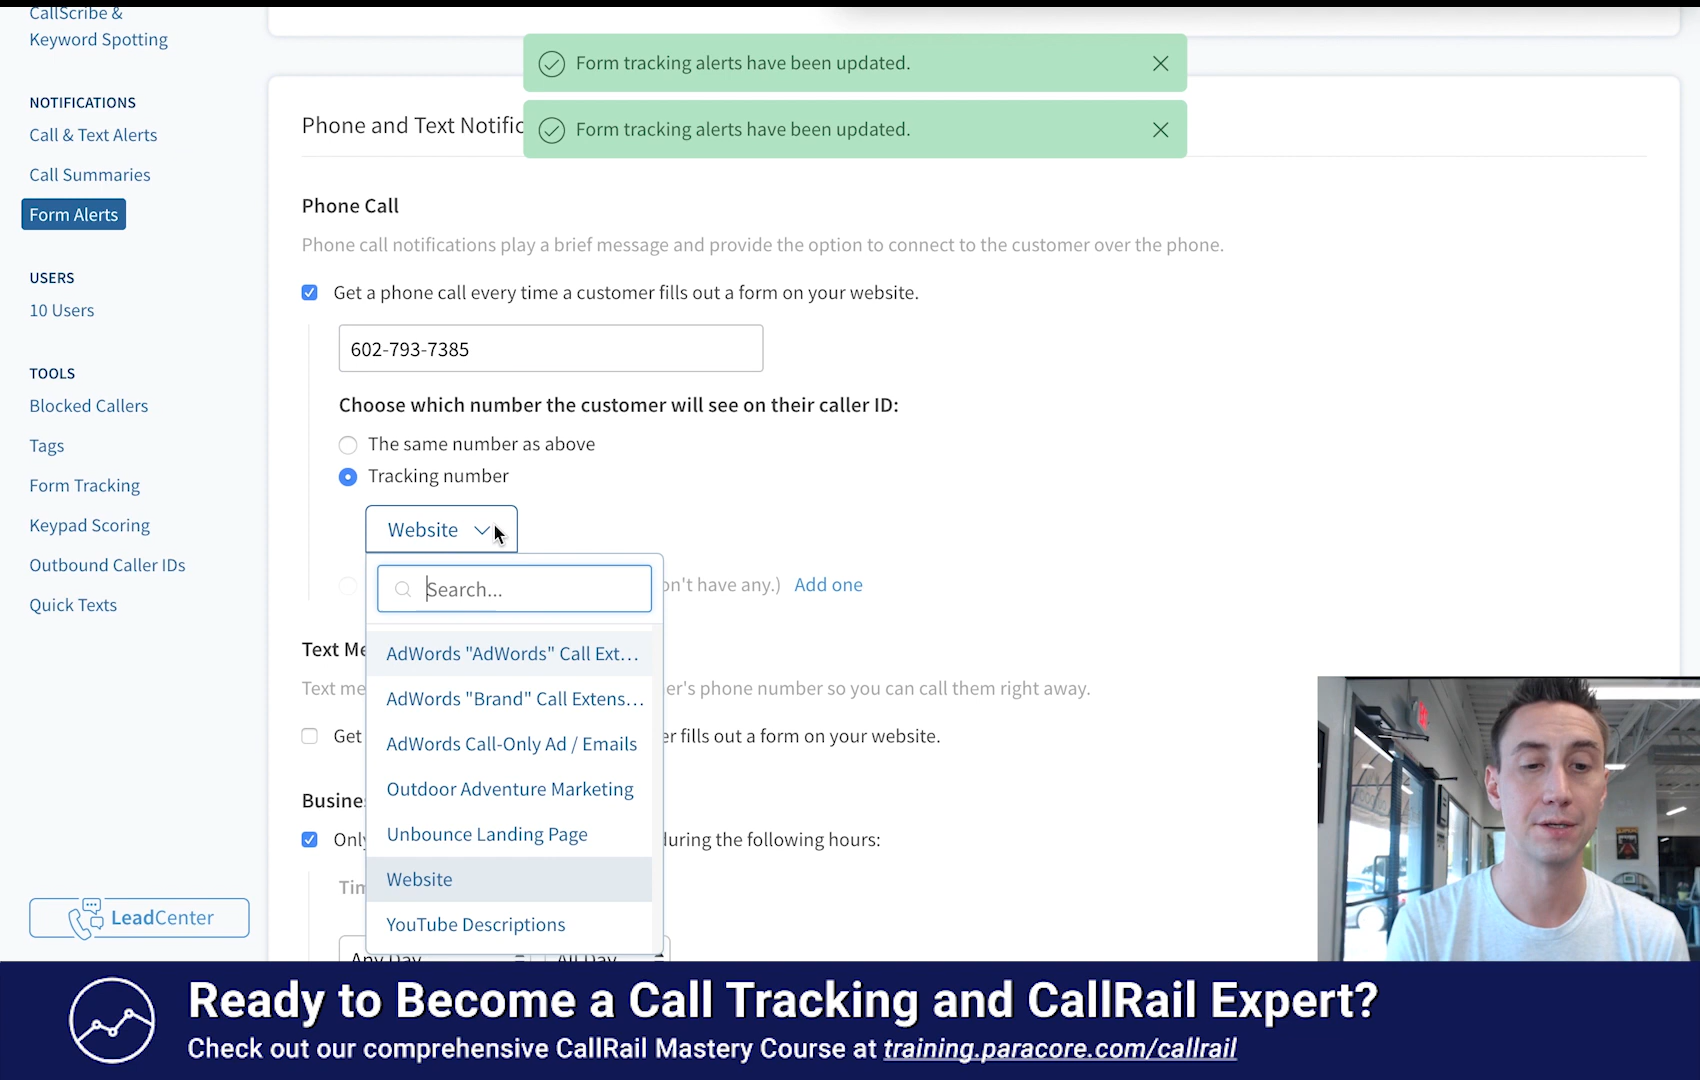 CallScribe &
Keyword Spotting
NOTIFICATIONS
Call & Text Alerts
Call Summaries
Form Alerts
USERS
10 Users
TOOLS
Blocked Callers
Tags
Form Tracking
Keypad Scoring
Outbound Caller IDs
Quick Texts
LeadCenter
Form tracking alerts have been updated.
Form tracking alerts have been updated.
Phone and Text Notific
Phone Call
Phone call notifications play a brief message and provide the option to connect to the customer over the phone.
Get a phone call every time a customer fills out a form on your website.
602-793-7385
Choose which number the customer will see on their caller ID:
The same number as above
Tracking number
Website
Search...
on't have any.) Add one
AdWords "AdWords" Call Ext...
AdWords "Brand" Call Extens...
AdWords Call-Only Ad / Emails
Outdoor Adventure Marketing
Unbounce Landing Page
Website
YouTube Descriptions
Text Me
Text me er's phone number so you can call them right away.
Get er fills out a form on your website.
Busine
Only during the following hours:
Tim
Any Day All Day
Ready to Become a Call Tracking and CallRail Expert?
Check out our comprehensive CallRail Mastery Course at training.paracore.com/callrail